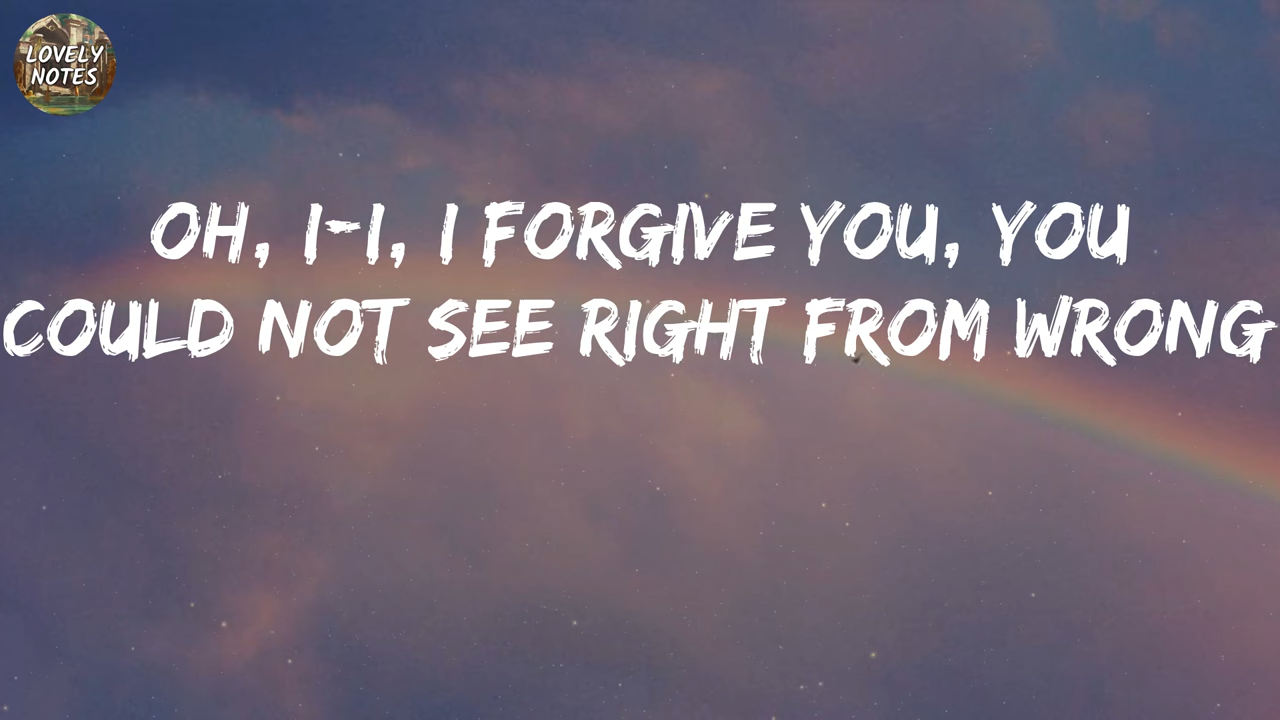 LOVELY
NOTES
OH, I-I, I FORGIVE YOU, YOU
COULD NOT SEE RIGHT FROM WRONG